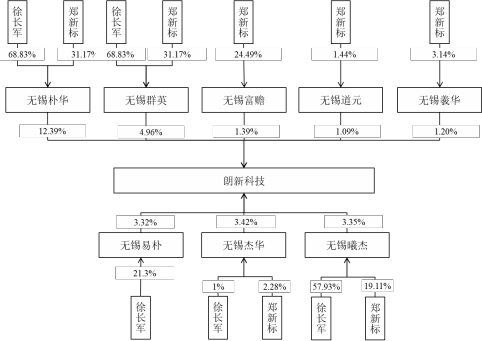 徐长军 郑新标 徐长军 郑新标 郑新标 郑新标 郑新标
68.83% 31.17% 68.83% 31.17% 24.49% 1.44% 3.14%
无锡朴华 无锡群英 无锡富赡 无锡道元 无锡羲华
12.39% 4.96% 1.39% 1.09% 1.20%
朗新科技
3.32% 3.42% 3.35%
无锡易朴 无锡杰华 无锡曦杰
21.3% 1% 2.28% 57.93% 19.11%
徐长军 徐长军 郑新标 徐长军 郑新标